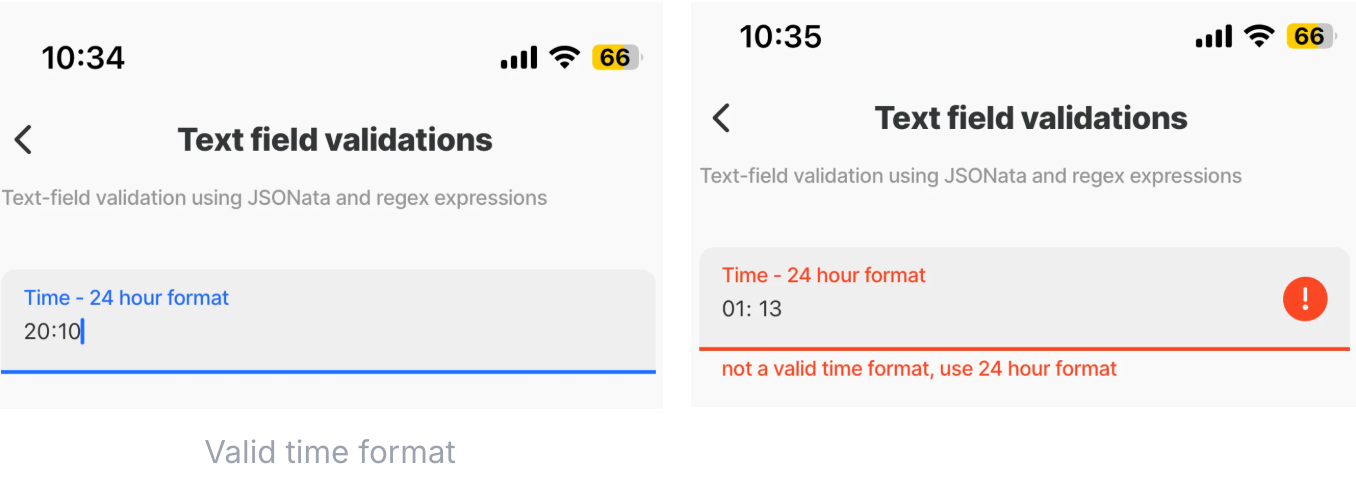 10:34
66
Text field validations
Text-field validation using JSONata and regex expressions
Time - 24 hour format
20:10
Valid time format
10:35
66
Text field validations
Text-field validation using JSONata and regex expressions
Time - 24 hour format
01: 13
!
not a valid time format, use 24 hour format